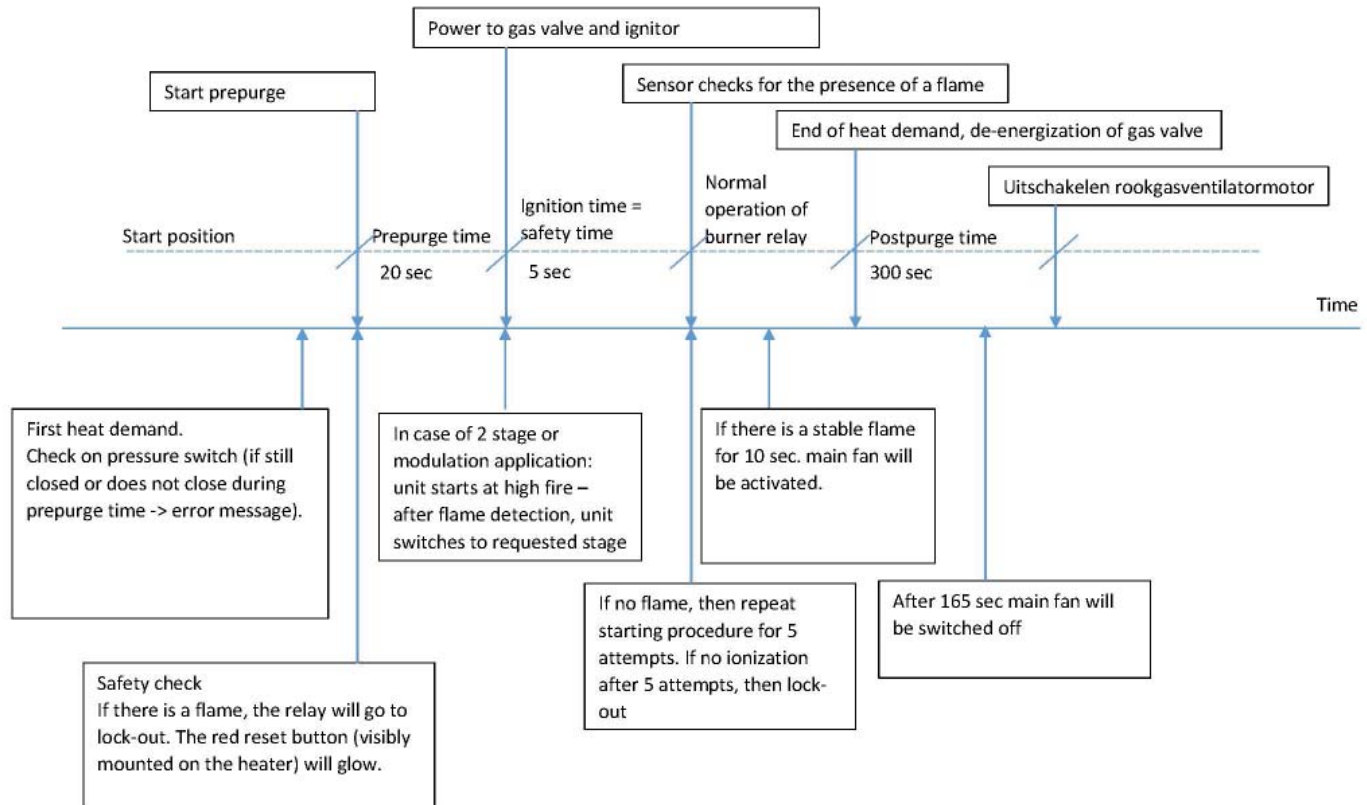 Power to gas valve and ignitor
Start prepurge
Sensor checks for the presence of a flame
End of heat demand, de-energization of gas valve
Uitschakelen rookgasventilatormotor
Start position
Prepurge time
20 sec
Ignition time =
safety time
5 sec
Normal
operation of
burner relay
Postpurge time
300 sec
Time
First heat demand.
Check on pressure switch (if still
closed or does not close during
prepurge time -> error message).
In case of 2 stage or
modulation application:
unit starts at high fire –
after flame detection, unit
switches to requested stage
If there is a stable flame
for 10 sec. main fan will
be activated.
If no flame, then repeat
starting procedure for 5
attempts. If no ionization
after 5 attempts, then lock-
out
After 165 sec main fan will
be switched off
Safety check
If there is a flame, the relay will go to
lock-out. The red reset button (visibly
mounted on the heater) will glow.